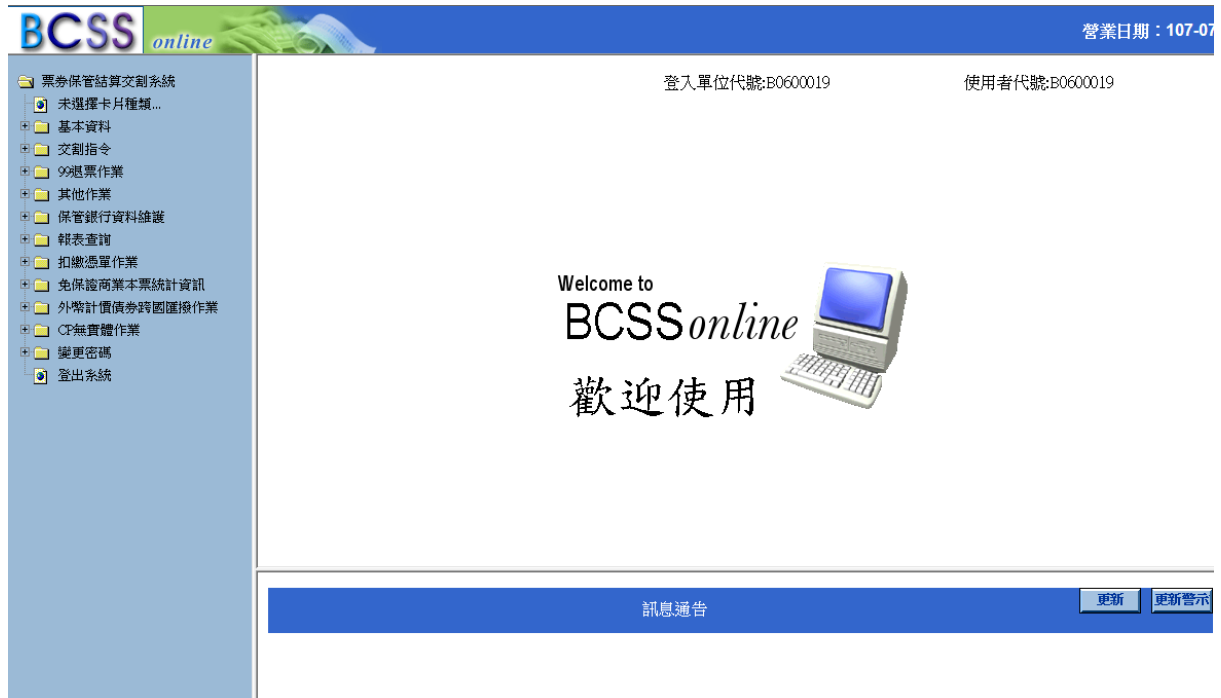 BCSS online
營業日期：107-07
票券保管結算交割系統
未選擇卡片種類...
基本資料
交割指令
99退票作業
其他作業
保管銀行資料維護
報表查詢
扣繳憑單作業
免保證商業本票統計資訊
外幣計價債券跨國匯撥作業
CP無實體作業
變更密碼
登出系統
登入單位代號:B0600019 使用者代號:B0600019
Welcome to
BCSS online
歡迎使用
訊息通告
更新 更新警示